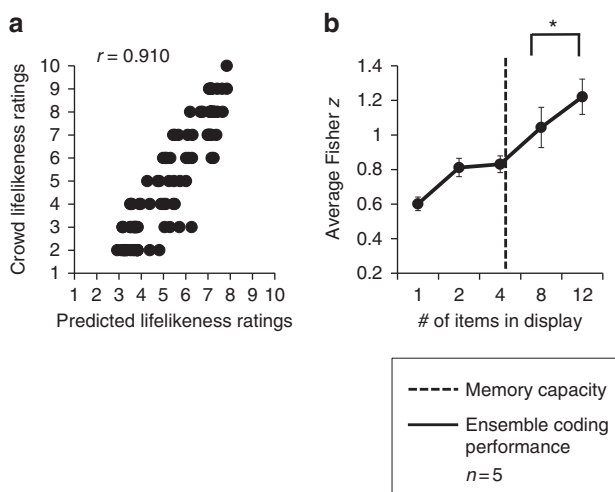 a
r = 0.910
Crowd lifelikeness ratings
10
9
8
7
6
5
4
3
2
1
1 2 3 4 5 6 7 8 9 10
Predicted lifelikeness ratings
b
*
Average Fisher z
1.4
1.2
1
0.8
0.6
0.4
0.2
1 2 4 8 12
# of items in display
Memory capacity
Ensemble coding
performance
n = 5